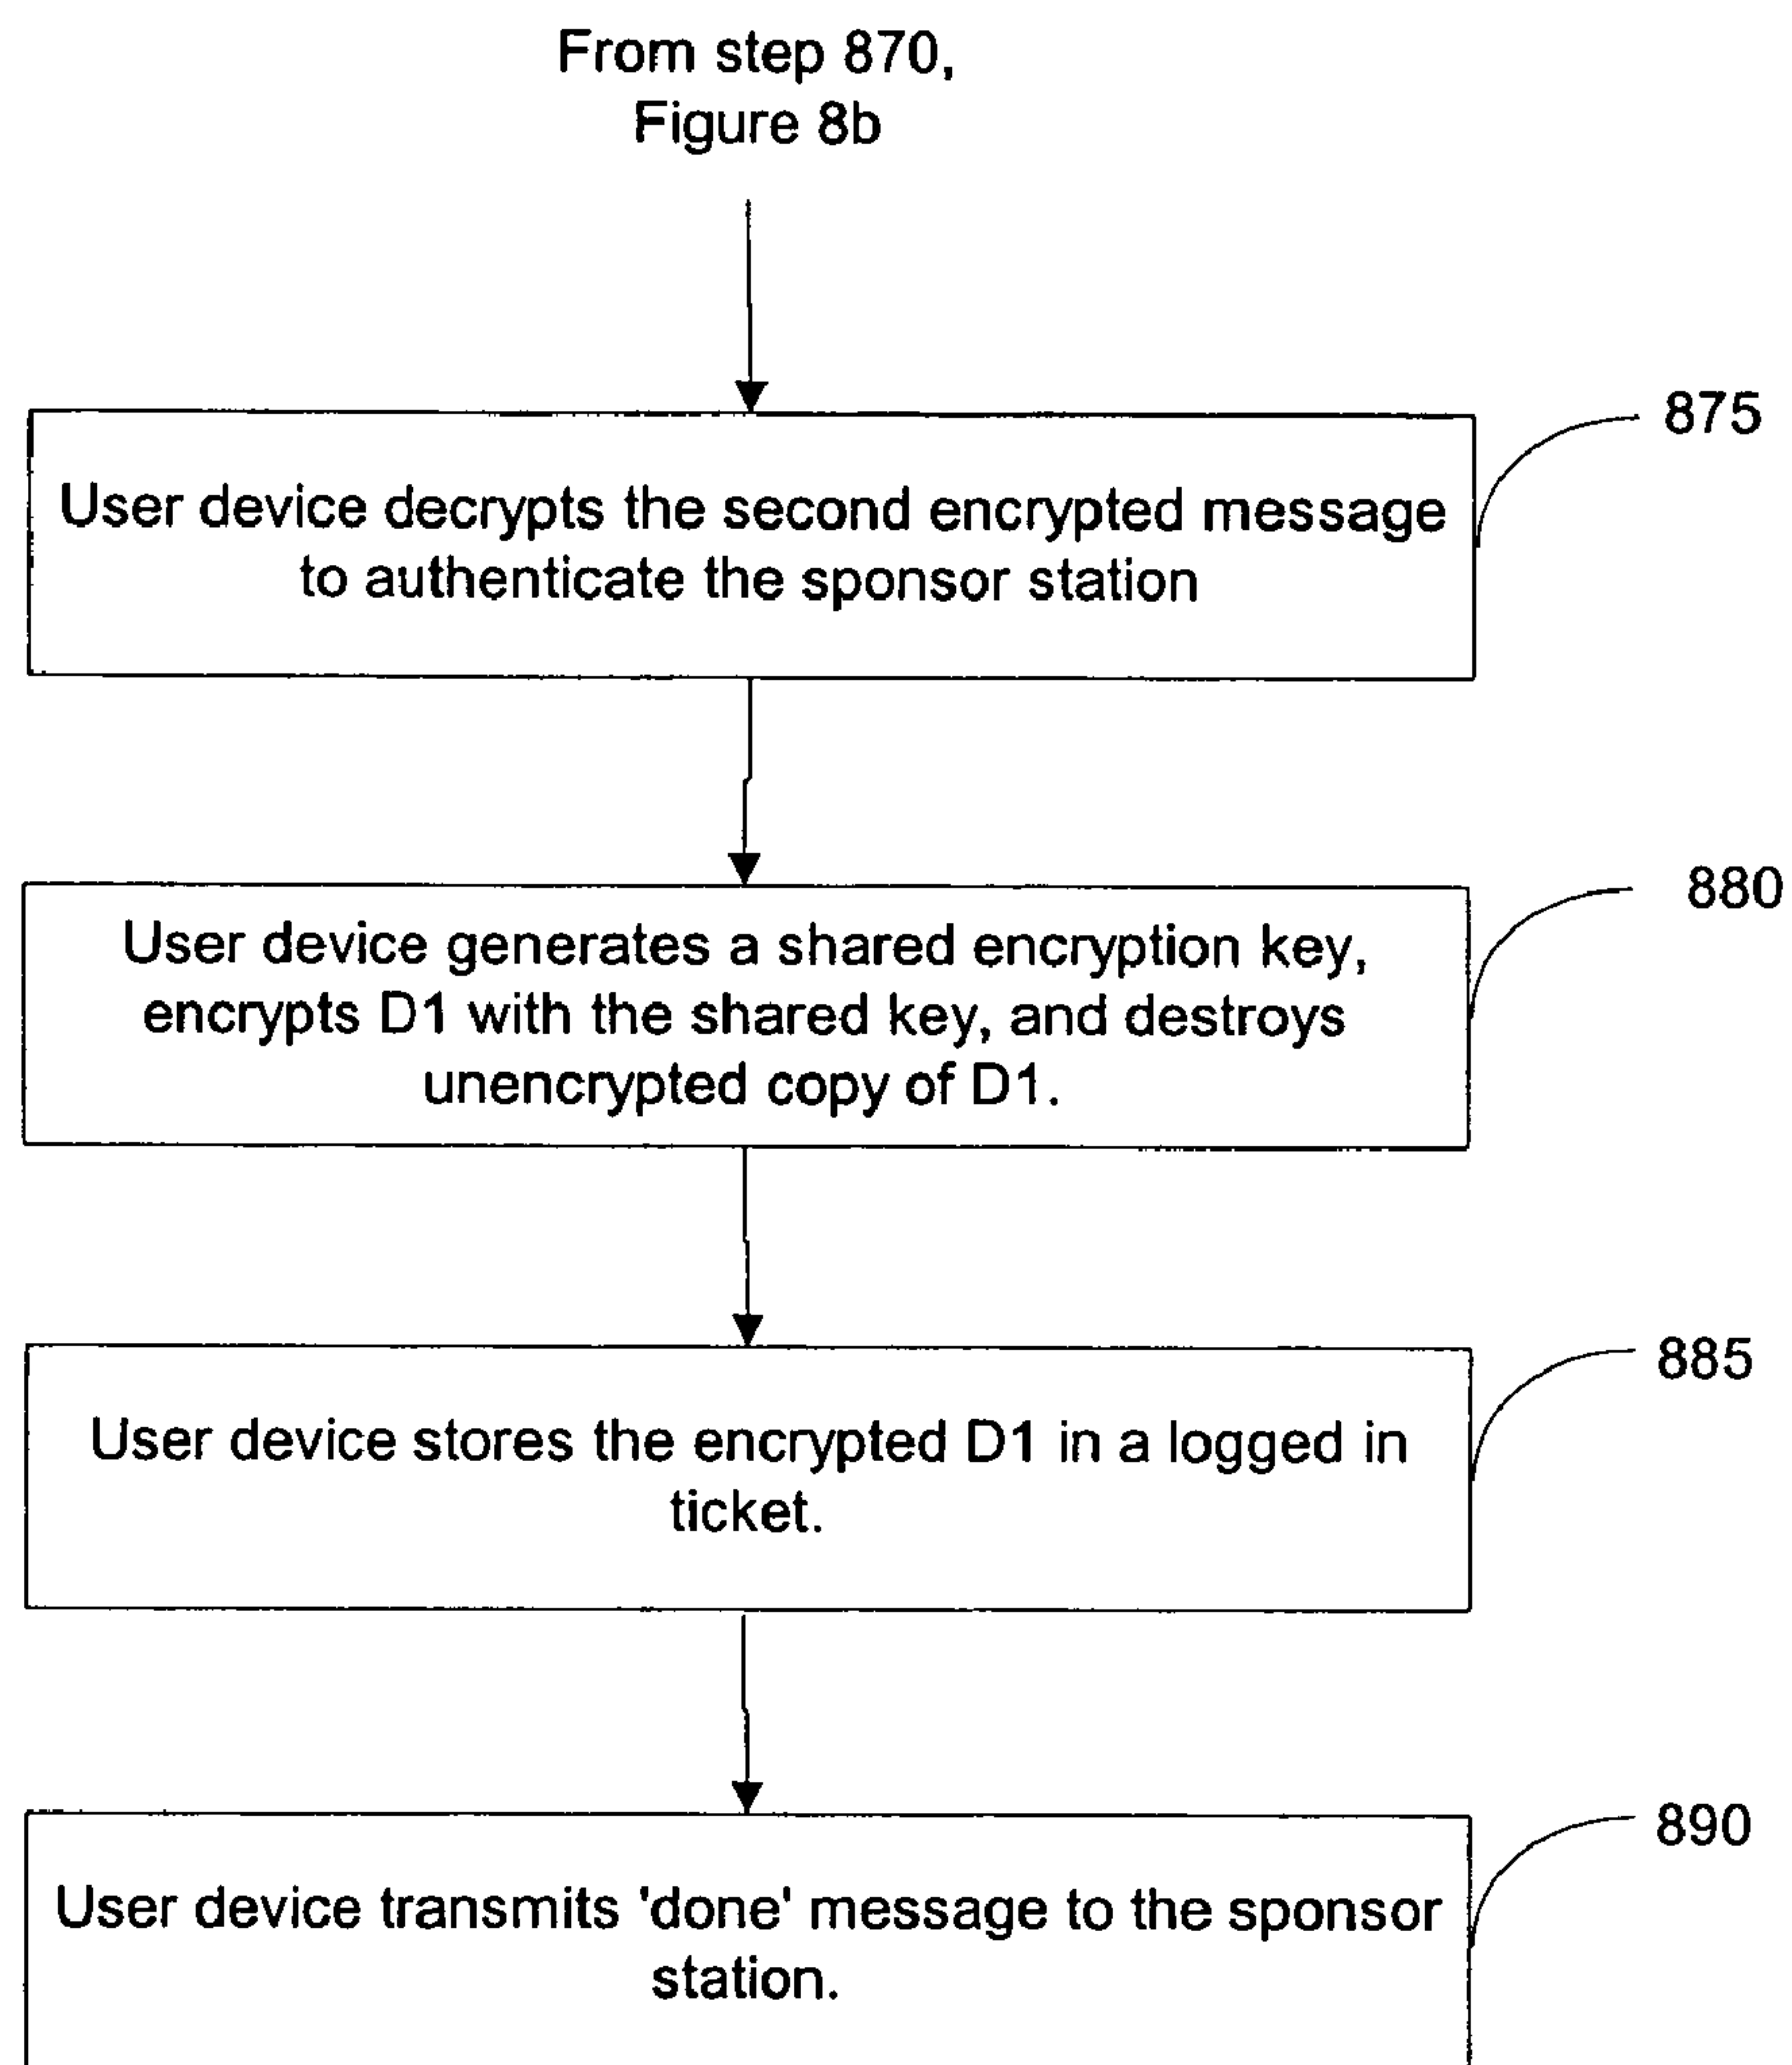 From step 870,
Figure 8b
875
User device decrypts the second encrypted message
to authenticate the sponsor station
880
User device generates a shared encryption key,
encrypts D1 with the shared key, and destroys
unencrypted copy of D1.
885
User device stores the encrypted D1 in a logged in
ticket.
890
User device transmits 'done' message to the sponsor
station.